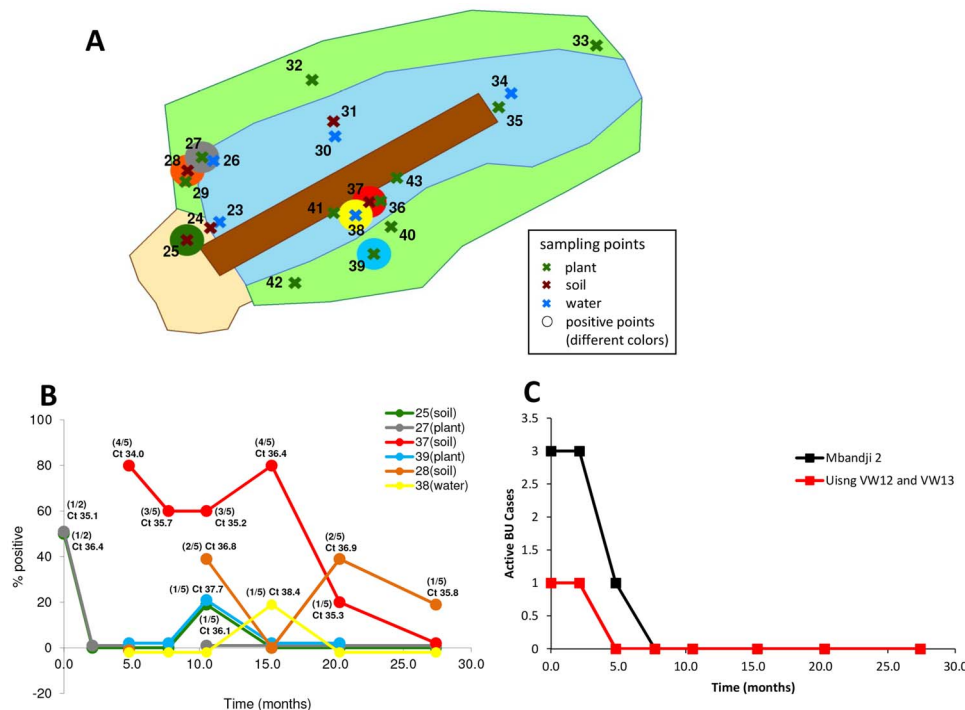 A
33
32
34
31
35
30
27
28
26
29
43
37
23
24
41
36
38
40
25
39
42
sampling points
plant
soil
water
positive points
(different colors)
B
100
80
60
40
20
0
-20
0.0
5.0
10.0
15.0
20.0
25.0
30.0
% positive
Time (months)
25(soil)
27(plant)
37(soil)
39(plant)
28(soil)
38(water)
(1/2)
Ct 35.1
(1/2)
Ct 36.4
(4/5)
Ct 34.0
(3/5)
Ct 35.7
(3/5)
Ct 35.2
(4/5)
Ct 36.4
(2/5) Ct 36.8
(1/5) Ct 37.7
(1/5)
Ct 36.1
(1/5) Ct 38.4
(2/5)
Ct 36.9
(1/5)
Ct 35.3
(1/5)
Ct 35.8
C
3.5
3
2.5
2
1.5
1
0.5
0
0.0
5.0
10.0
15.0
20.0
25.0
30.0
Active BU Cases
Time (months)
Mbandji 2
Uisng VW12 and VW13